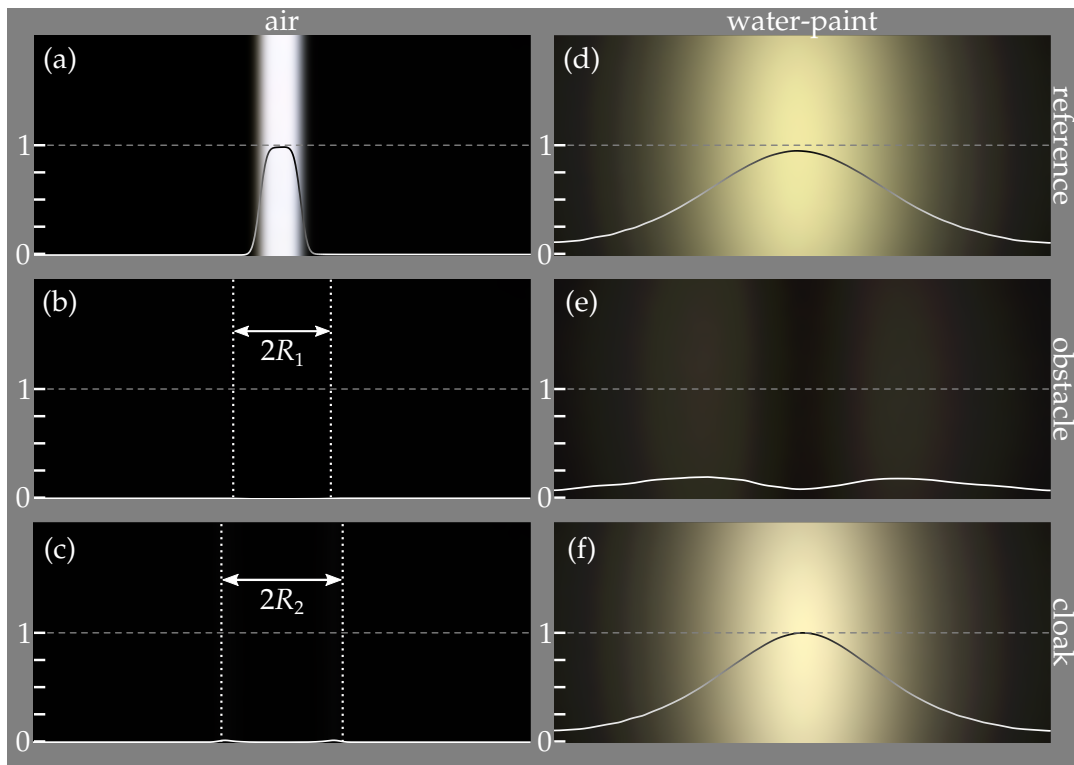 air
water-paint
(a)
1
0
(d)
1
0
reference
(b)
2R₁
1
0
(e)
1
0
obstacle
(c)
2R₂
1
0
(f)
1
0
cloak